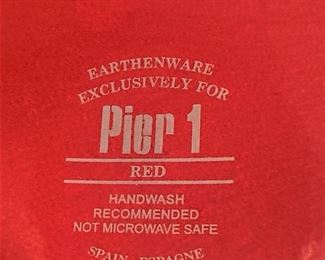 EARTHENWARE
EXCLUSIVELY FOR
Pier 1
RED
HANDWASH
RECOMMENDED
NOT MICROWAVE SAFE
SPAIN-ESPAGNE